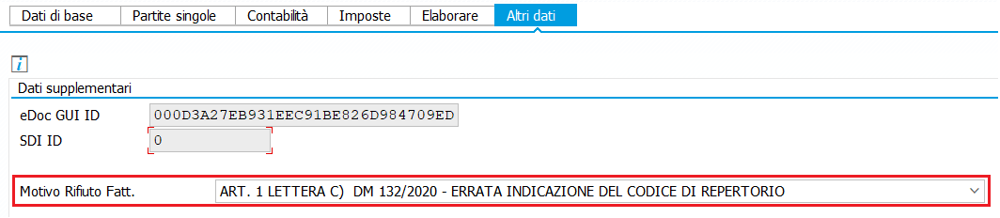 Dati di base Partite singole Contabilità Imposte Elaborare Altri dati
i
Dati supplementari
eDoc GUI ID 000D3A27EB931EEC91BE826D984709ED
SDI ID 0
Motivo Rifiuto Fatt. ART. 1 LETTERA C) DM 132/2020 - ERRATA INDICAZIONE DEL CODICE DI REPERTORIO